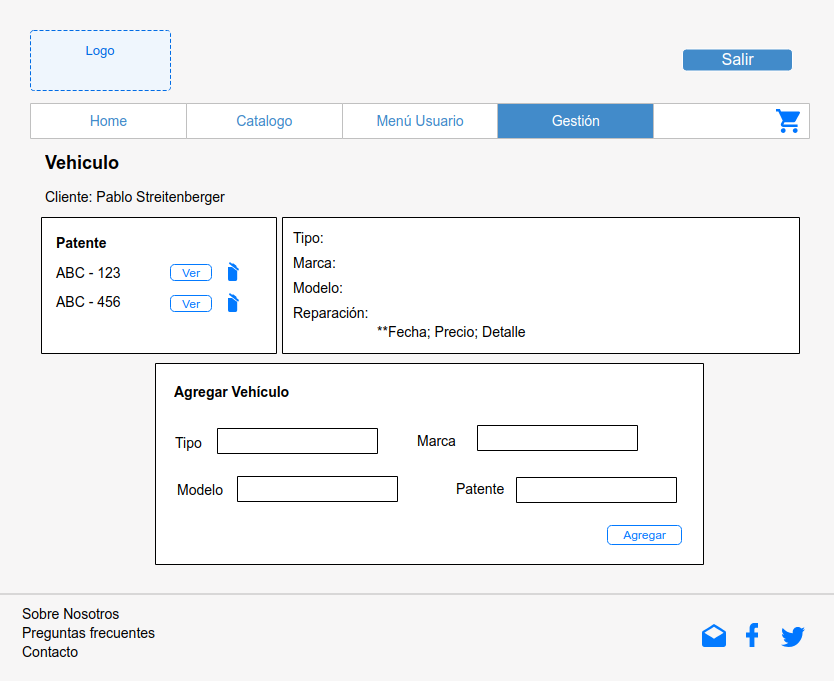 Logo
Salir
Home Catalogo Menú Usuario Gestión
Vehiculo
Cliente: Pablo Streitenberger
Patente
ABC - 123 Ver
ABC - 456 Ver
Tipo:
Marca:
Modelo:
Reparación:
**Fecha; Precio; Detalle
Agregar Vehículo
Tipo Marca
Modelo Patente
Agregar
Sobre Nosotros
Preguntas frecuentes
Contacto